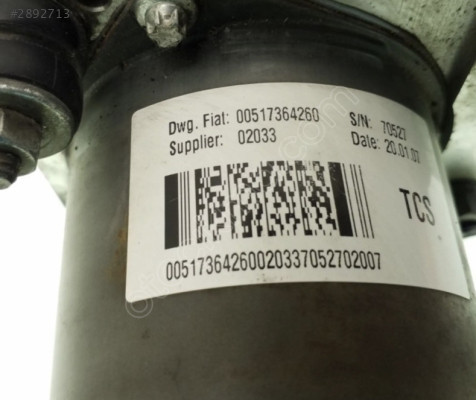 #2892713
Dwg. Fiat: 00517364260 S/N: 70527
Supplier: 02033 Date: 20.01.07
TCS
00517364260020337052702007